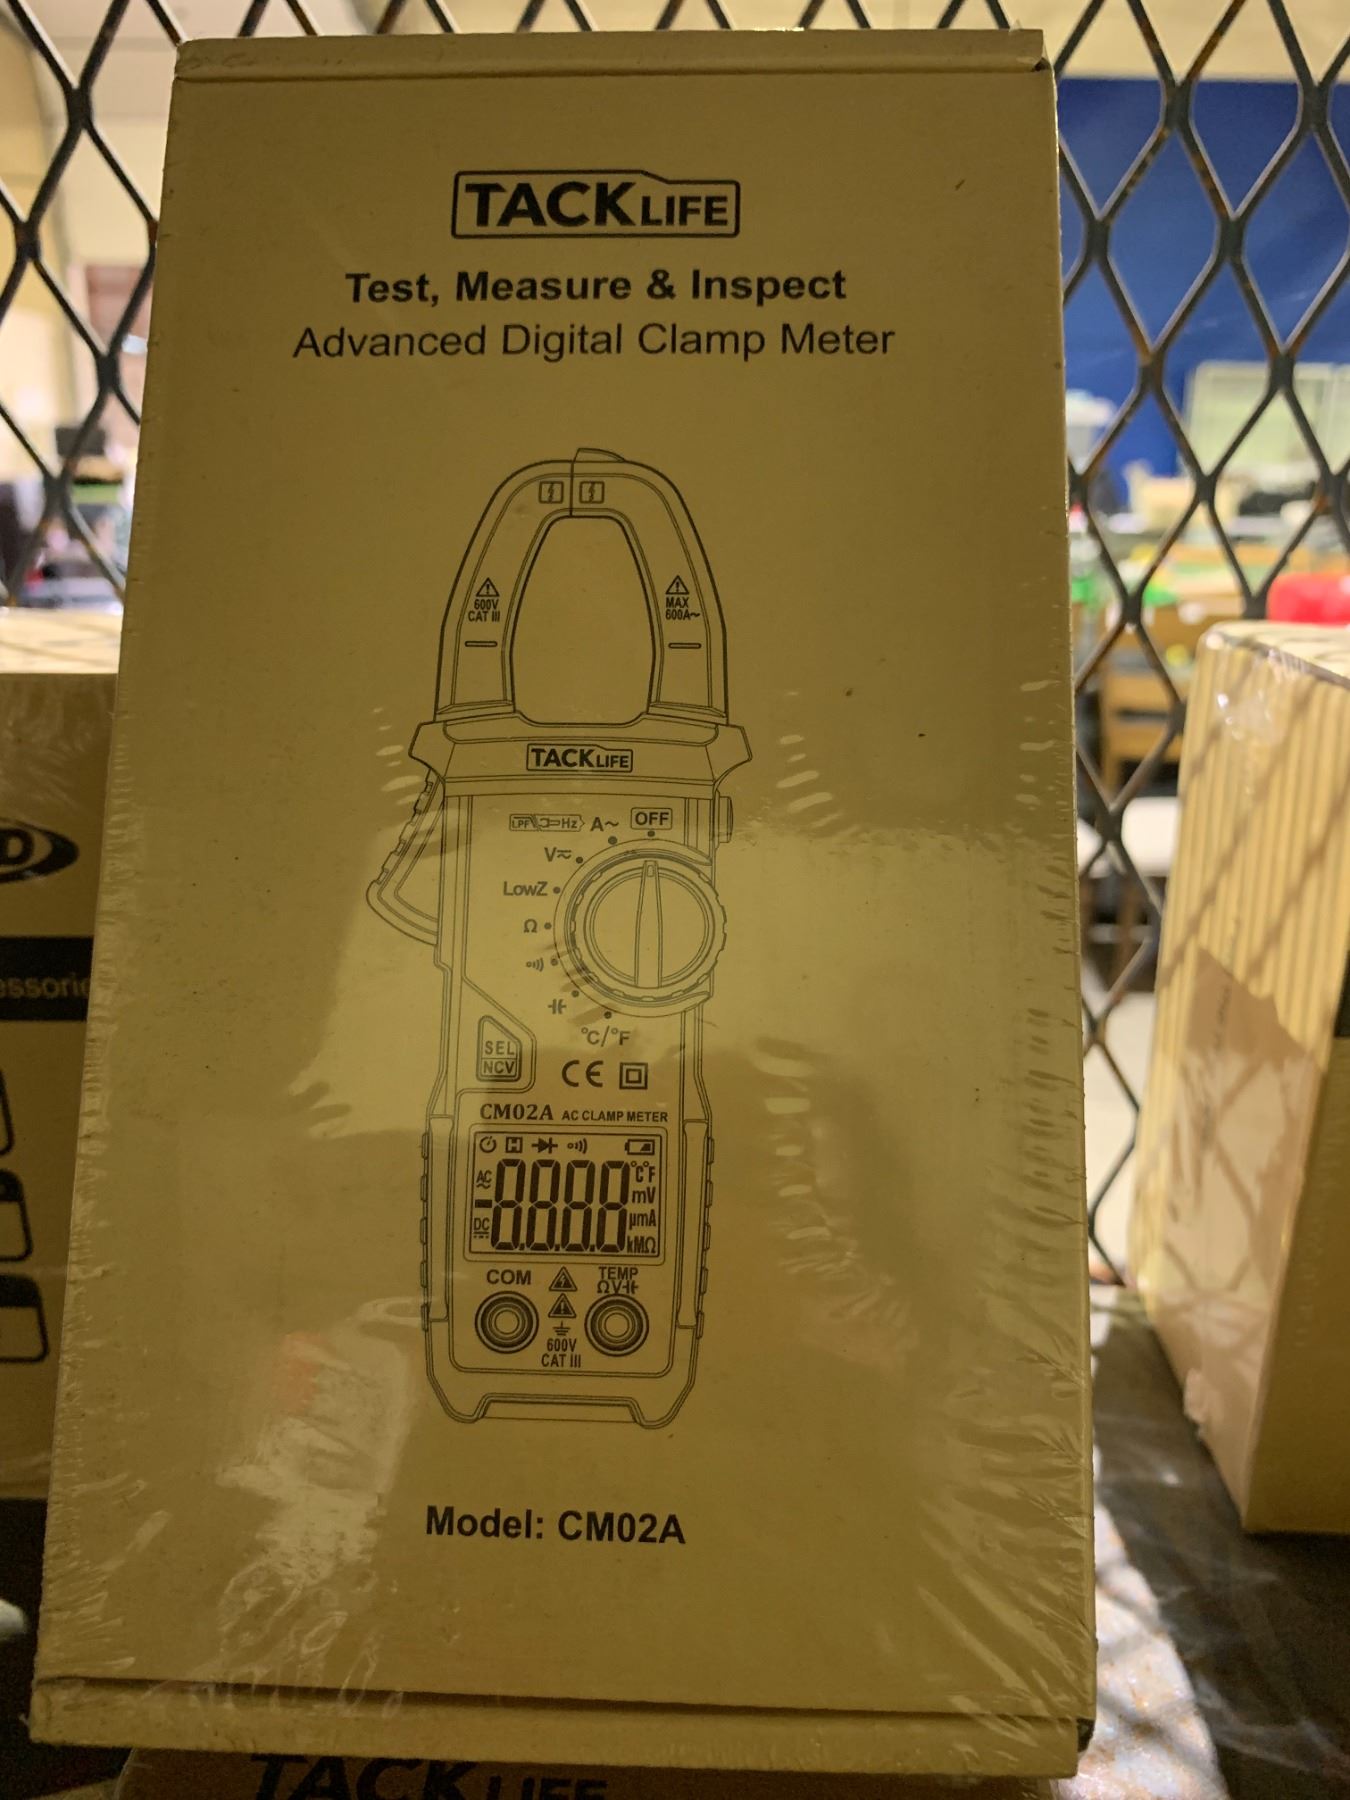 TACKLIFE
Test, Measure & Inspect
Advanced Digital Clamp Meter
600V
CAT III
MAX
600A~
TACKLIFE
LPF Hz A~ OFF
V
LowZ
Ω
°C/°F
SEL
NCV
CE
CM02A AC CLAMP METER
H
AC
DC
8.8.8.8
°C°F
mV
µmA
kMΩ
COM
TEMP
ΩV
600V
CAT III
Model: CM02A
TACKLIFE